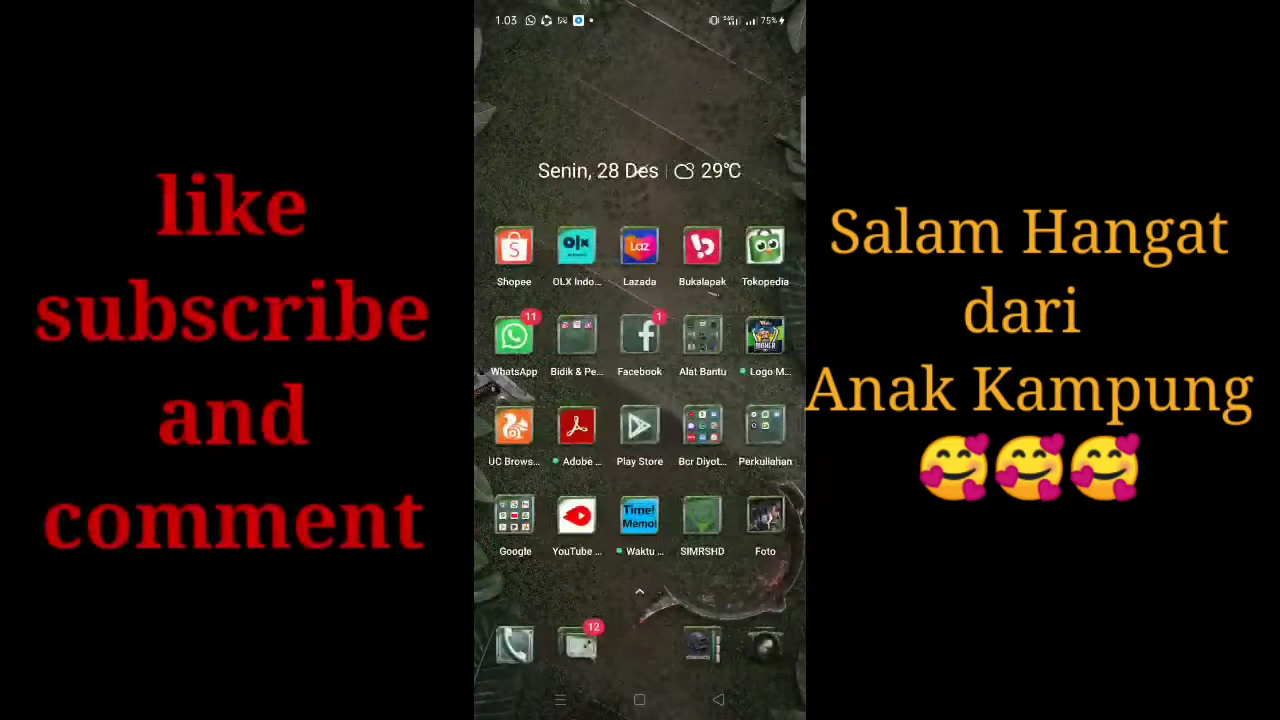 like
subscribe
and
comment
1.03
75%
Senin, 28 Des | 29°C
Shopee
OLX Indo...
Lazada
Bukalapak
Tokopedia
11
1
WhatsApp
Bidik & Pe...
Facebook
Alat Bantu
Logo M...
UC Brows...
Adobe ...
Play Store
Bcr Diyot...
Perkuliahan
Time!
Memo!
Google
YouTube ...
Waktu ...
SIMRSHD
Foto
12
Salam Hangat
dari
Anak Kampung
🥰🥰🥰